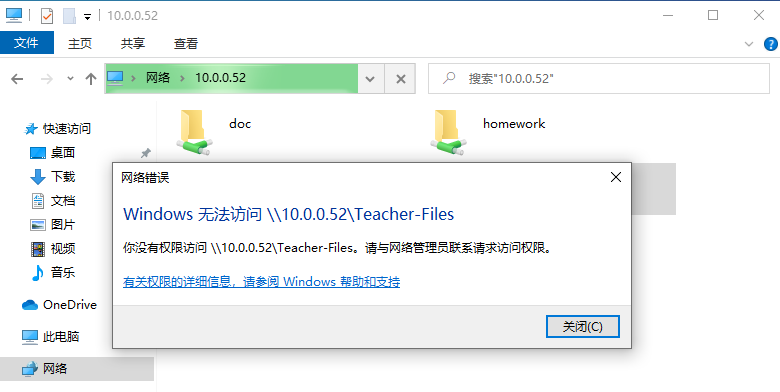 10.0.0.52
文件 主页 共享 查看
网络 10.0.0.52 搜索"10.0.0.52"
快速访问
桌面
下载
文档
图片
视频
音乐
OneDrive
此电脑
网络
doc homework
网络错误
Windows 无法访问 \\10.0.0.52\Teacher-Files
你没有权限访问 \\10.0.0.52\Teacher-Files。请与网络管理员联系请求访问权限。
有关权限的详细信息，请参阅 Windows 帮助和支持
关闭(C)